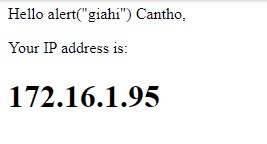 Hello alert("giahi") Cantho,
Your IP address is:
172.16.1.95